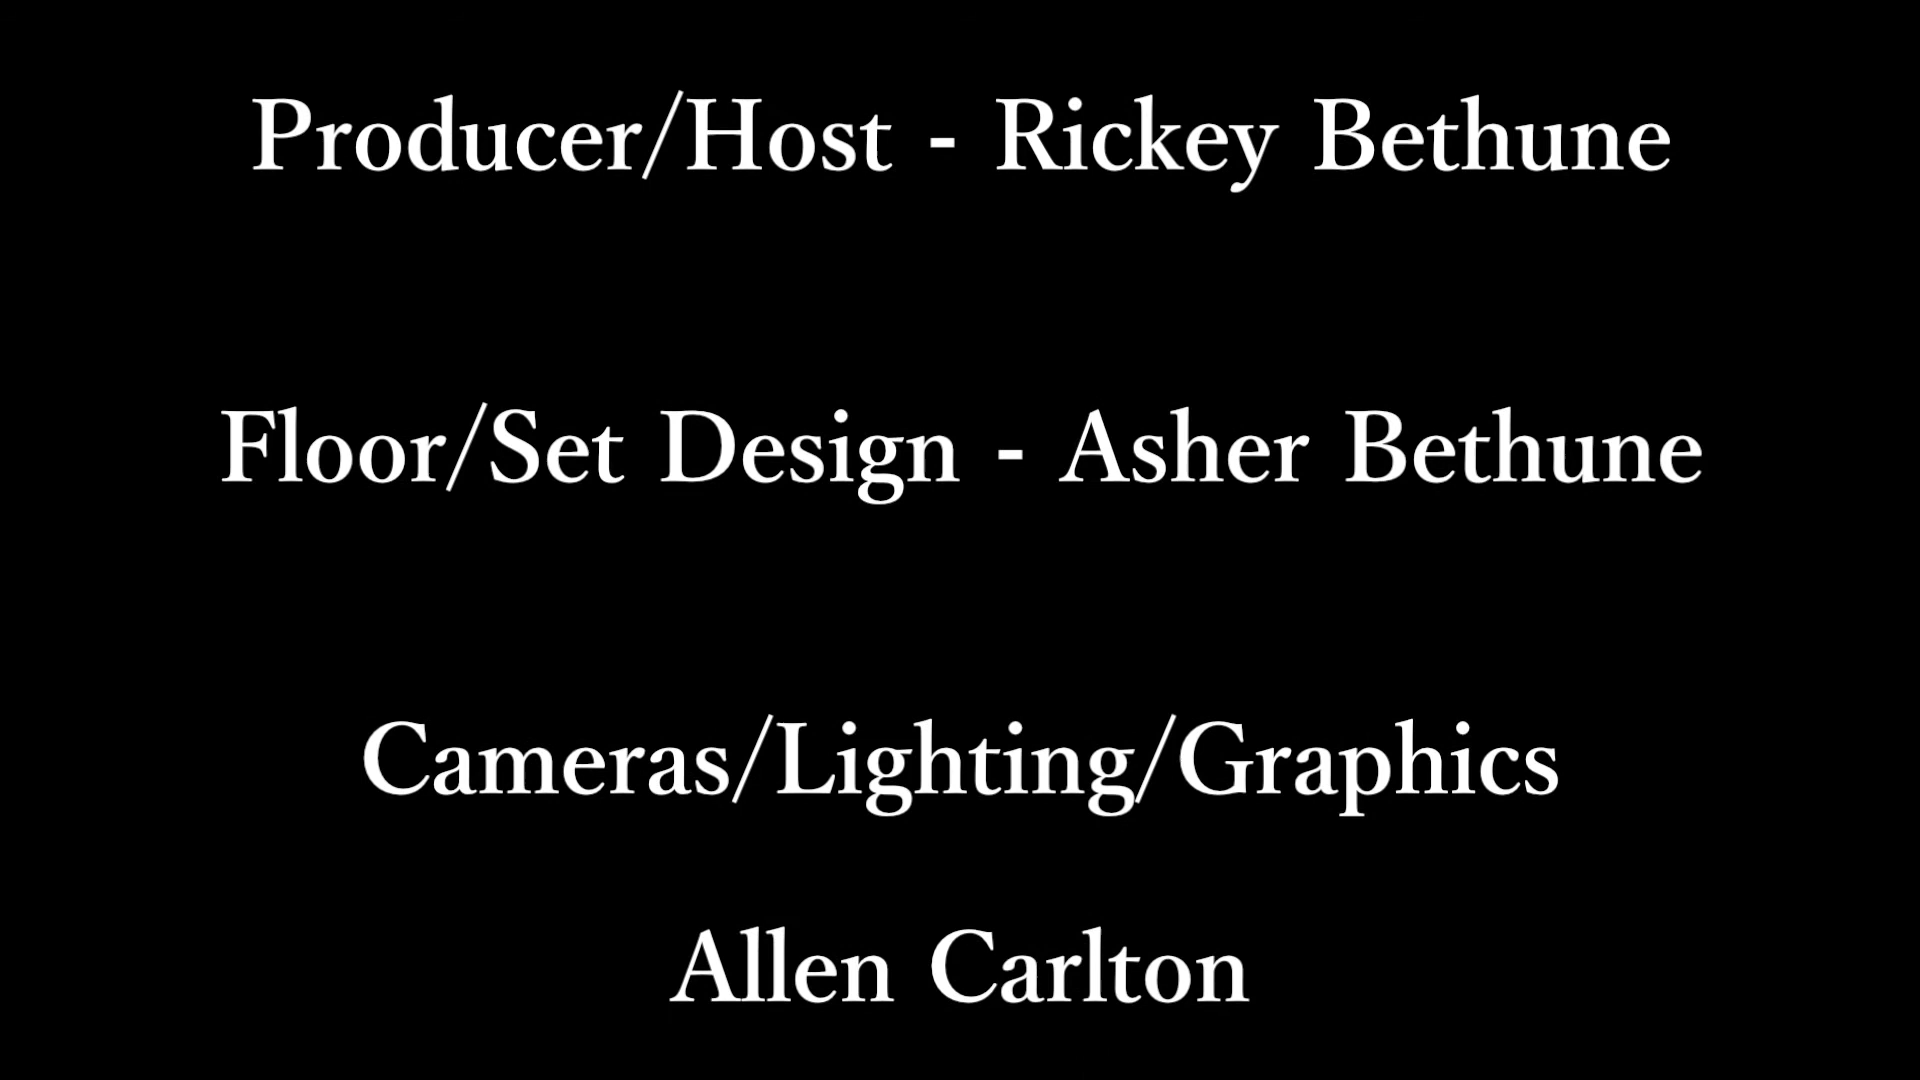 Producer/Host - Rickey Bethune
Floor/Set Design - Asher Bethune
Cameras/Lighting/Graphics
Allen Carlton